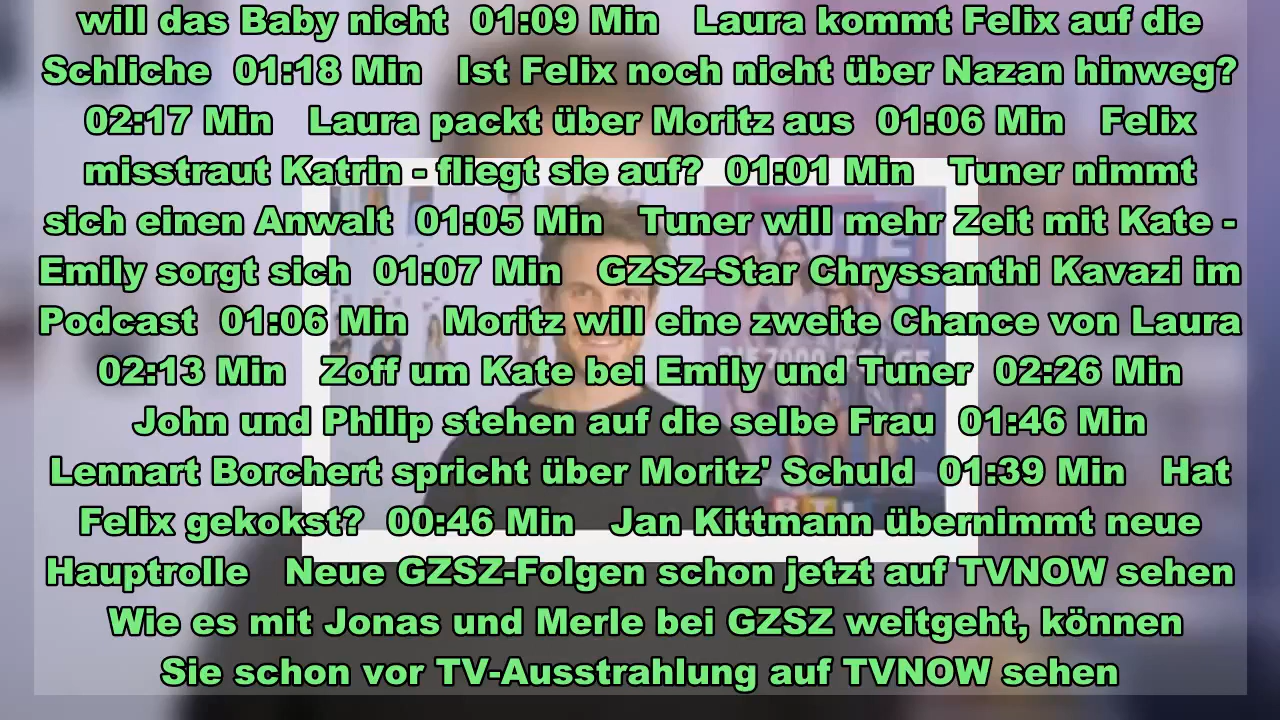 will das Baby nicht 01:09 Min Laura kommt Felix auf die
Schliche 01:18 Min Ist Felix noch nicht über Nazan hinweg?
02:17 Min Laura packt über Moritz aus 01:06 Min Felix
misstraut Katrin - fliegt sie auf? 01:01 Min Tuner nimmt
sich einen Anwalt 01:05 Min Tuner will mehr Zeit mit Kate -
Emily sorgt sich 01:07 Min GZSZ-Star Chryssanthi Kavazi im
Podcast 01:06 Min Moritz will eine zweite Chance von Laura
02:13 Min Zoff um Kate bei Emily und Tuner 02:26 Min
John und Philip stehen auf die selbe Frau 01:46 Min
Lennart Borchert spricht über Moritz' Schuld 01:39 Min Hat
Felix gekokst? 00:46 Min Jan Kittmann übernimmt neue
Hauptrolle Neue GZSZ-Folgen schon jetzt auf TVNOW sehen
Wie es mit Jonas und Merle bei GZSZ weitgeht, können
Sie schon vor TV-Ausstrahlung auf TVNOW sehen
RTL